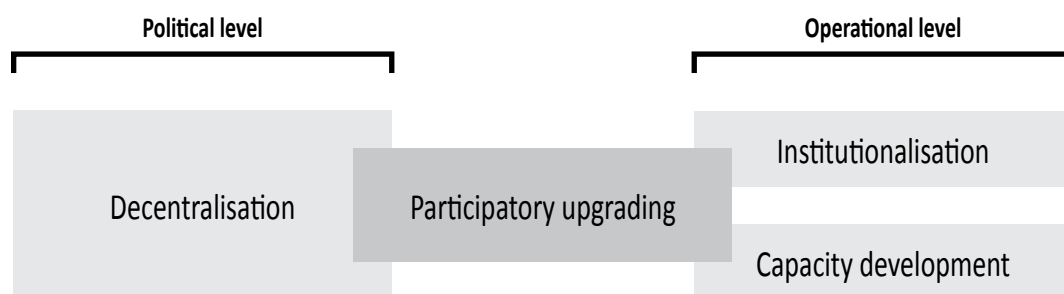 Political level
Operational level
Institutionalisation
Decentralisation
Participatory upgrading
Capacity development